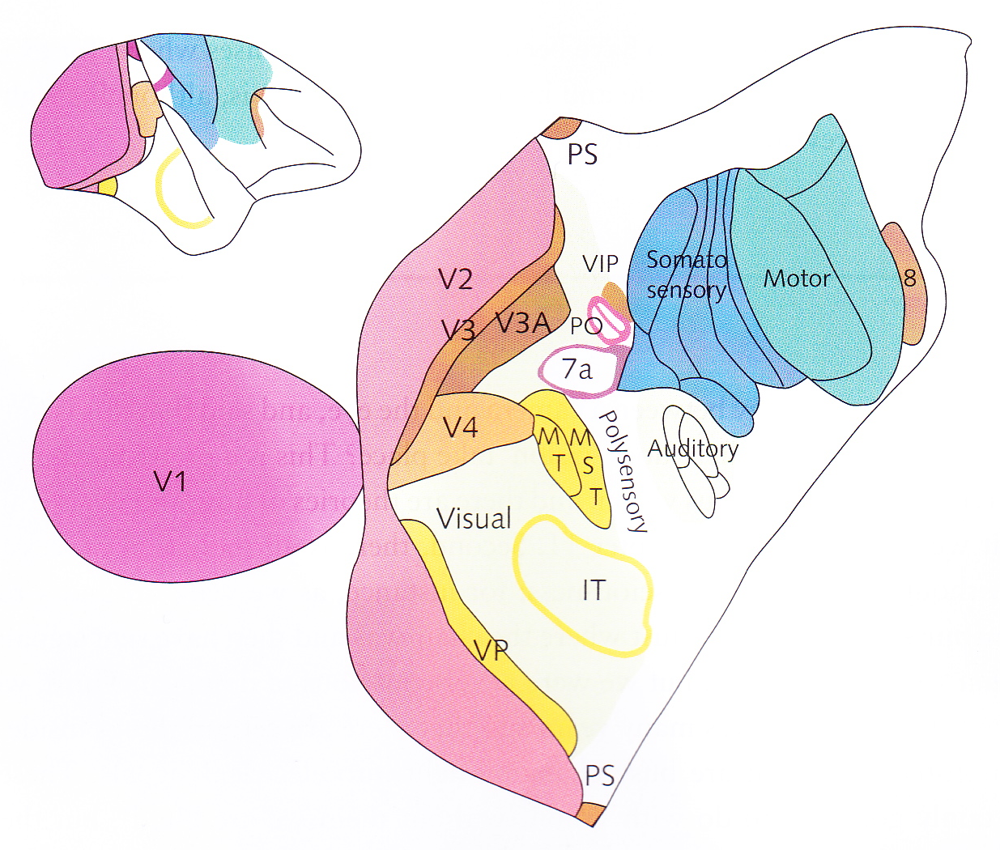 PS
V2
VIP
Somato
sensory
Motor
8
V3
V3A
PO
7a
V4
M M
T S
T
Polysensory
Auditory
V1
Visual
IT
VP
PS